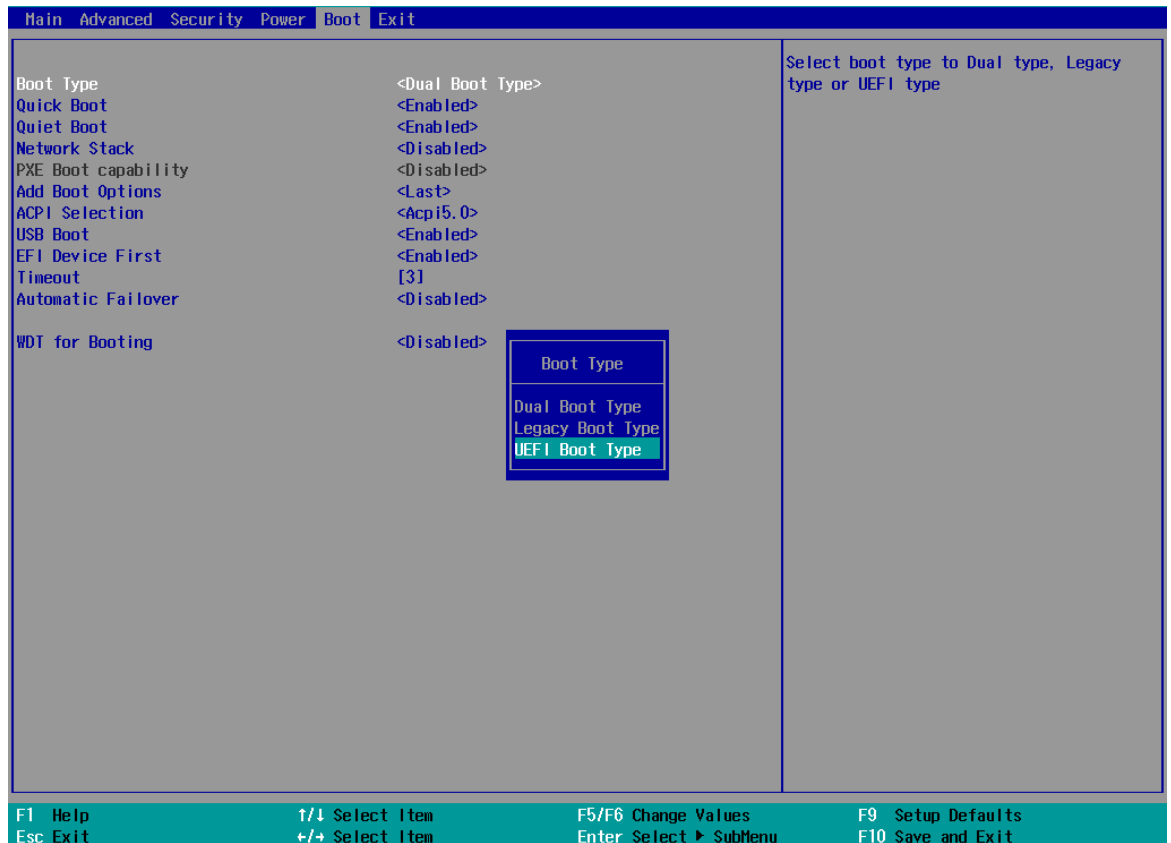 Main Advanced Security Power Boot Exit
Boot Type <Dual Boot Type>
Quick Boot <Enabled>
Quiet Boot <Enabled>
Network Stack <Disabled>
PXE Boot capability <Disabled>
Add Boot Options <Last>
ACPI Selection <Acpi5.0>
USB Boot <Enabled>
EFI Device First <Enabled>
Timeout [3]
Automatic Failover <Disabled>
WDT for Booting <Disabled>
Boot Type
Dual Boot Type
Legacy Boot Type
UEFI Boot Type
Select boot type to Dual type, Legacy
type or UEFI type
F1 Help ↑/↓ Select Item F5/F6 Change Values F9 Setup Defaults
Esc Exit ←/→ Select Item Enter Select ▶ SubMenu F10 Save and Exit